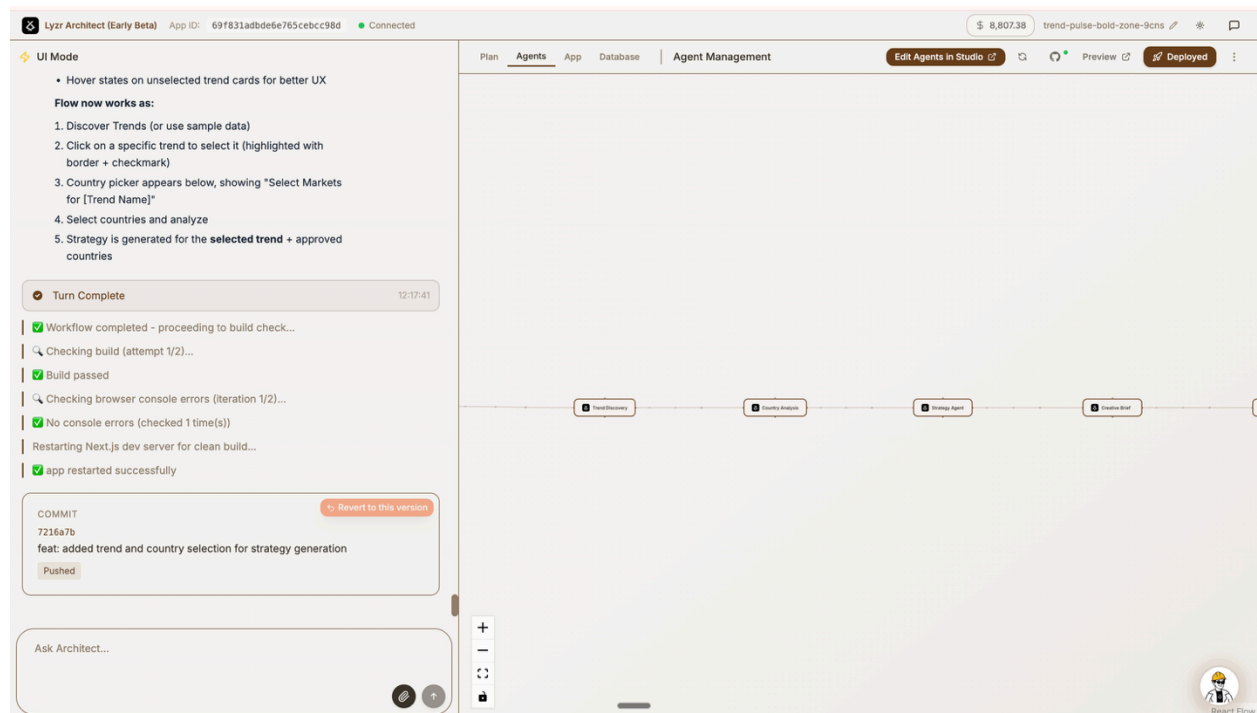 Lyzr Architect (Early Beta) App ID: 69f831adbde6e765cebcc98d Connected $ 8,807.38 trend-pulse-bold-zone-9cns
UI Mode
Plan Agents App Database Agent Management Edit Agents in Studio Preview Deployed
• Hover states on unselected trend cards for better UX
Flow now works as:
1. Discover Trends (or use sample data)
2. Click on a specific trend to select it (highlighted with
border + checkmark)
3. Country picker appears below, showing "Select Markets
for [Trend Name]"
4. Select countries and analyze
5. Strategy is generated for the selected trend + approved
countries
Turn Complete 12:17:41
Workflow completed - proceeding to build check...
Checking build (attempt 1/2)...
Build passed
Checking browser console errors (iteration 1/2)...
No console errors (checked 1 time(s))
Restarting Next.js dev server for clean build...
app restarted successfully
COMMIT
Revert to this version
7216a7b
feat: added trend and country selection for strategy generation
Pushed
Ask Architect...
Trend Discovery
Country Analysis
Strategy Agent
Creative Brief
React Flow